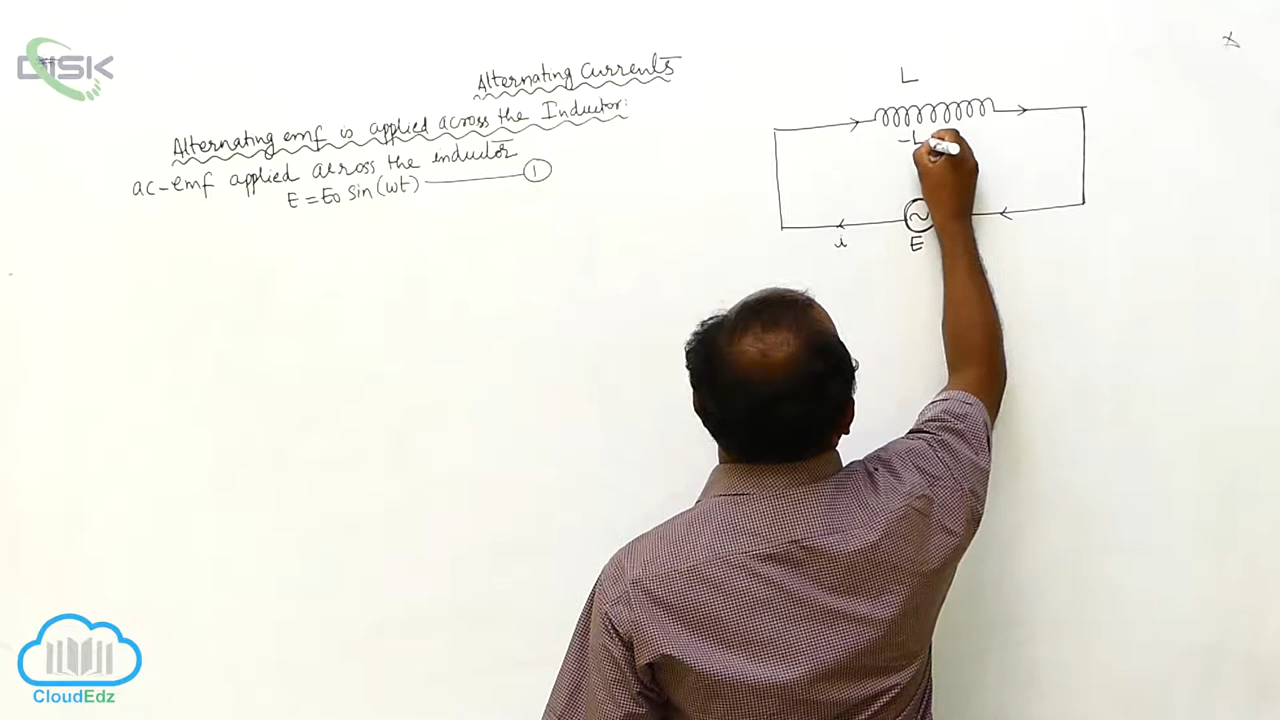 DISK
Alternating Currents
Alternating emf is applied across the Inductor:
ac-emf applied across the inductor
E = E0 Sin (ωt) 1
L
-L
E
i
CloudEdz